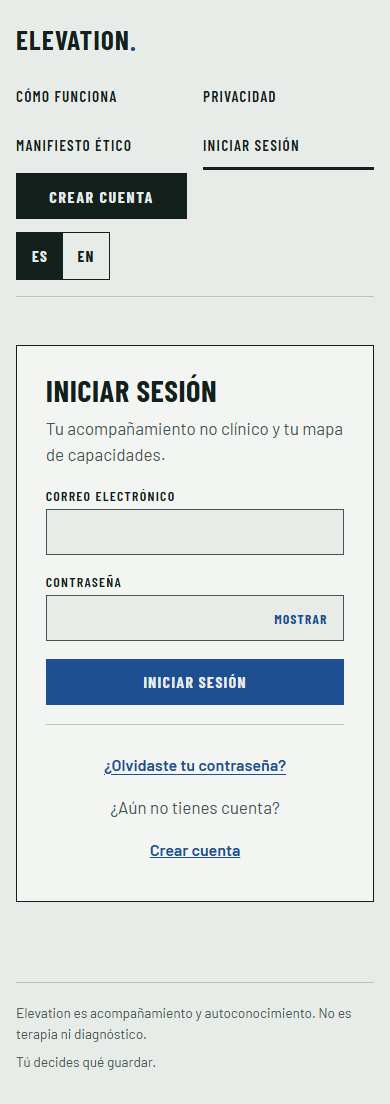 ELEVATION.
CÓMO FUNCIONA
PRIVACIDAD
MANIFIESTO ÉTICO
INICIAR SESIÓN
CREAR CUENTA
ES
EN
INICIAR SESIÓN
Tu acompañamiento no clínico y tu mapa
de capacidades.
CORREO ELECTRÓNICO
CONTRASEÑA
MOSTRAR
INICIAR SESIÓN
¿Olvidaste tu contraseña?
¿Aún no tienes cuenta?
Crear cuenta
Elevation es acompañamiento y autoconocimiento. No es
terapia ni diagnóstico.
Tú decides qué guardar.